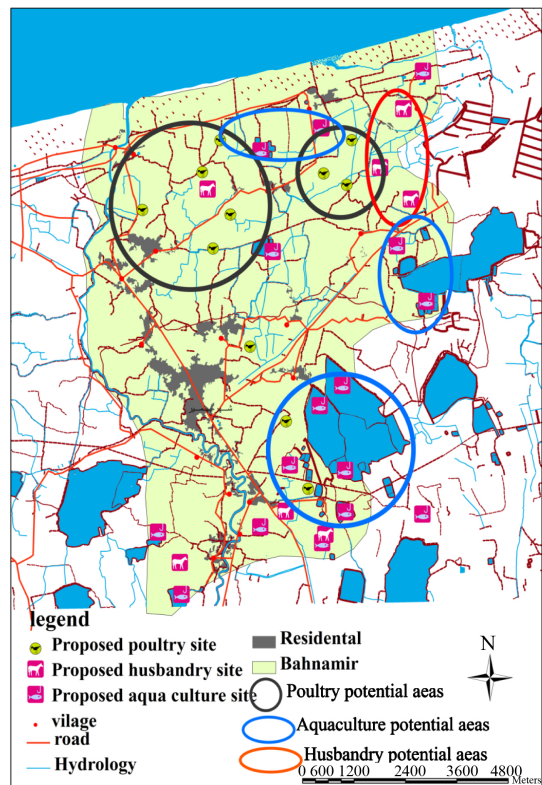 legend
Proposed poultry site
Proposed husbandry site
Proposed aqua culture site
vilage
road
Hydrology
Residental
Bahnamir
Poultry potential aeas
Aquaculture potential aeas
Husbandry potential aeas
N
0 600 1200 2400 3600 4800
Meters